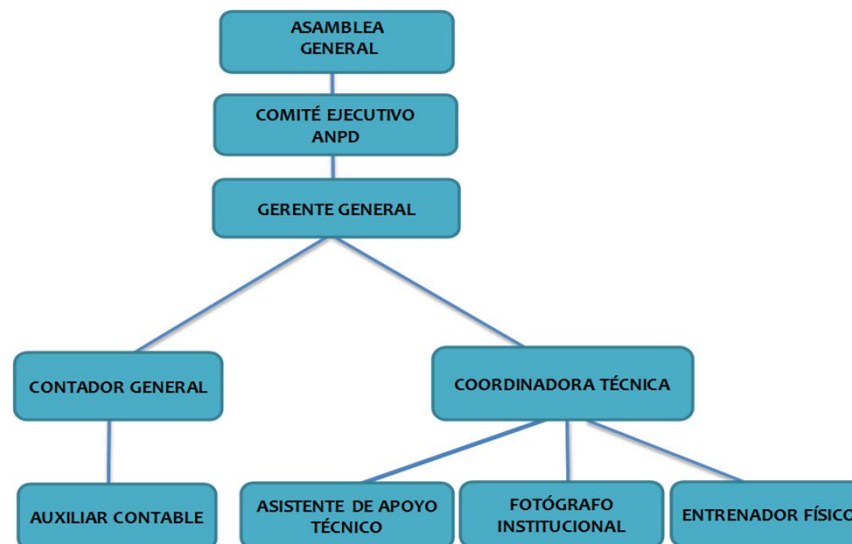 ASAMBLEA
GENERAL
COMITÉ EJECUTIVO
ANPD
GERENTE GENERAL
CONTADOR GENERAL
COORDINADORA TÉCNICA
AUXILIAR CONTABLE
ASISTENTE DE APOYO
TÉCNICO
FOTÓGRAFO
INSTITUCIONAL
ENTRENADOR FÍSICO